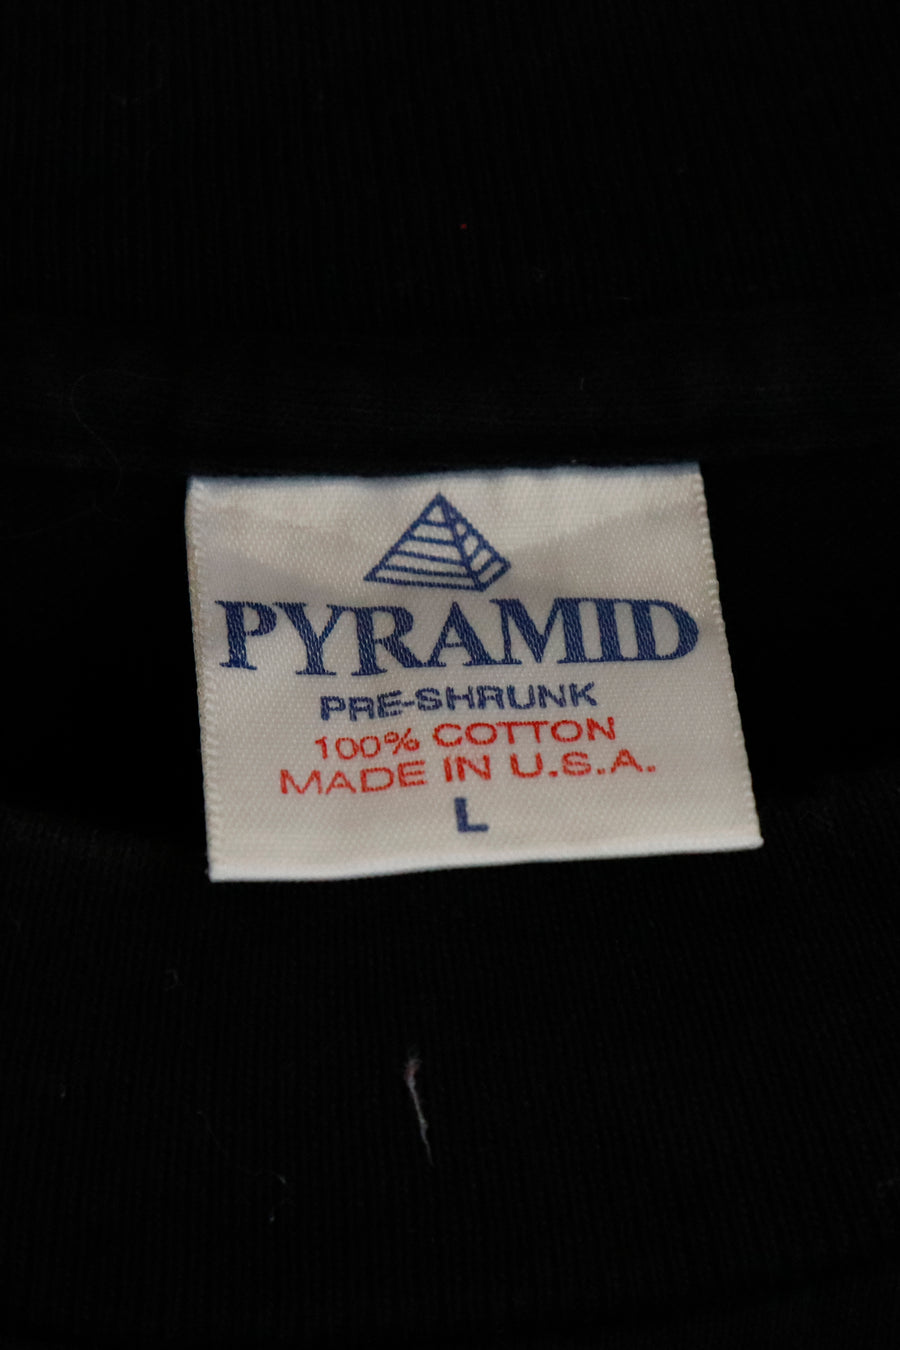 PYRAMID
PRE-SHRUNK
100% COTTON
MADE IN U.S.A.
L